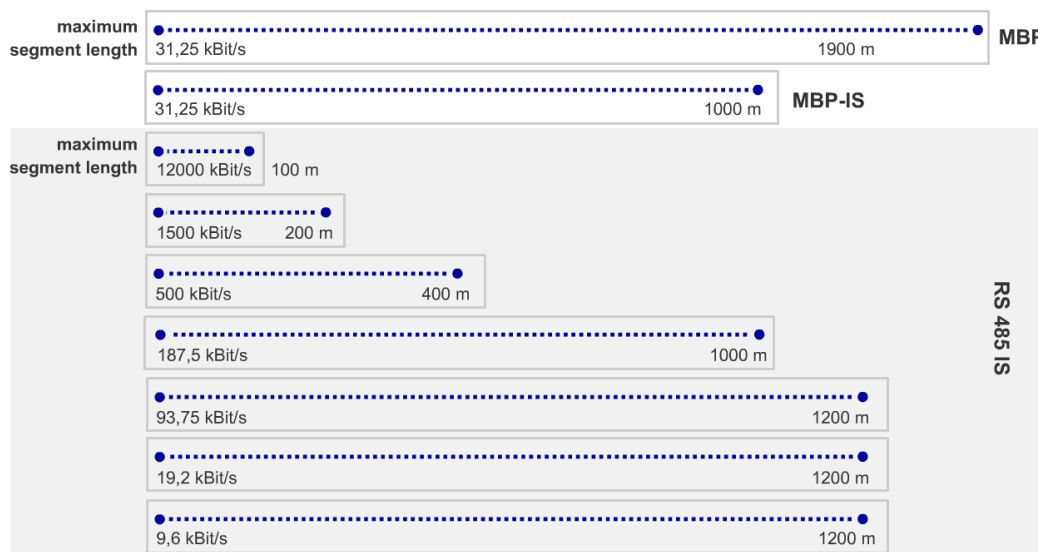 maximum
segment length
31,25 kBit/s 1900 m
MBP
31,25 kBit/s 1000 m
MBP-IS
maximum
segment length
12000 kBit/s 100 m
1500 kBit/s 200 m
500 kBit/s 400 m
187,5 kBit/s 1000 m
93,75 kBit/s 1200 m
19,2 kBit/s 1200 m
9,6 kBit/s 1200 m
RS 485 IS